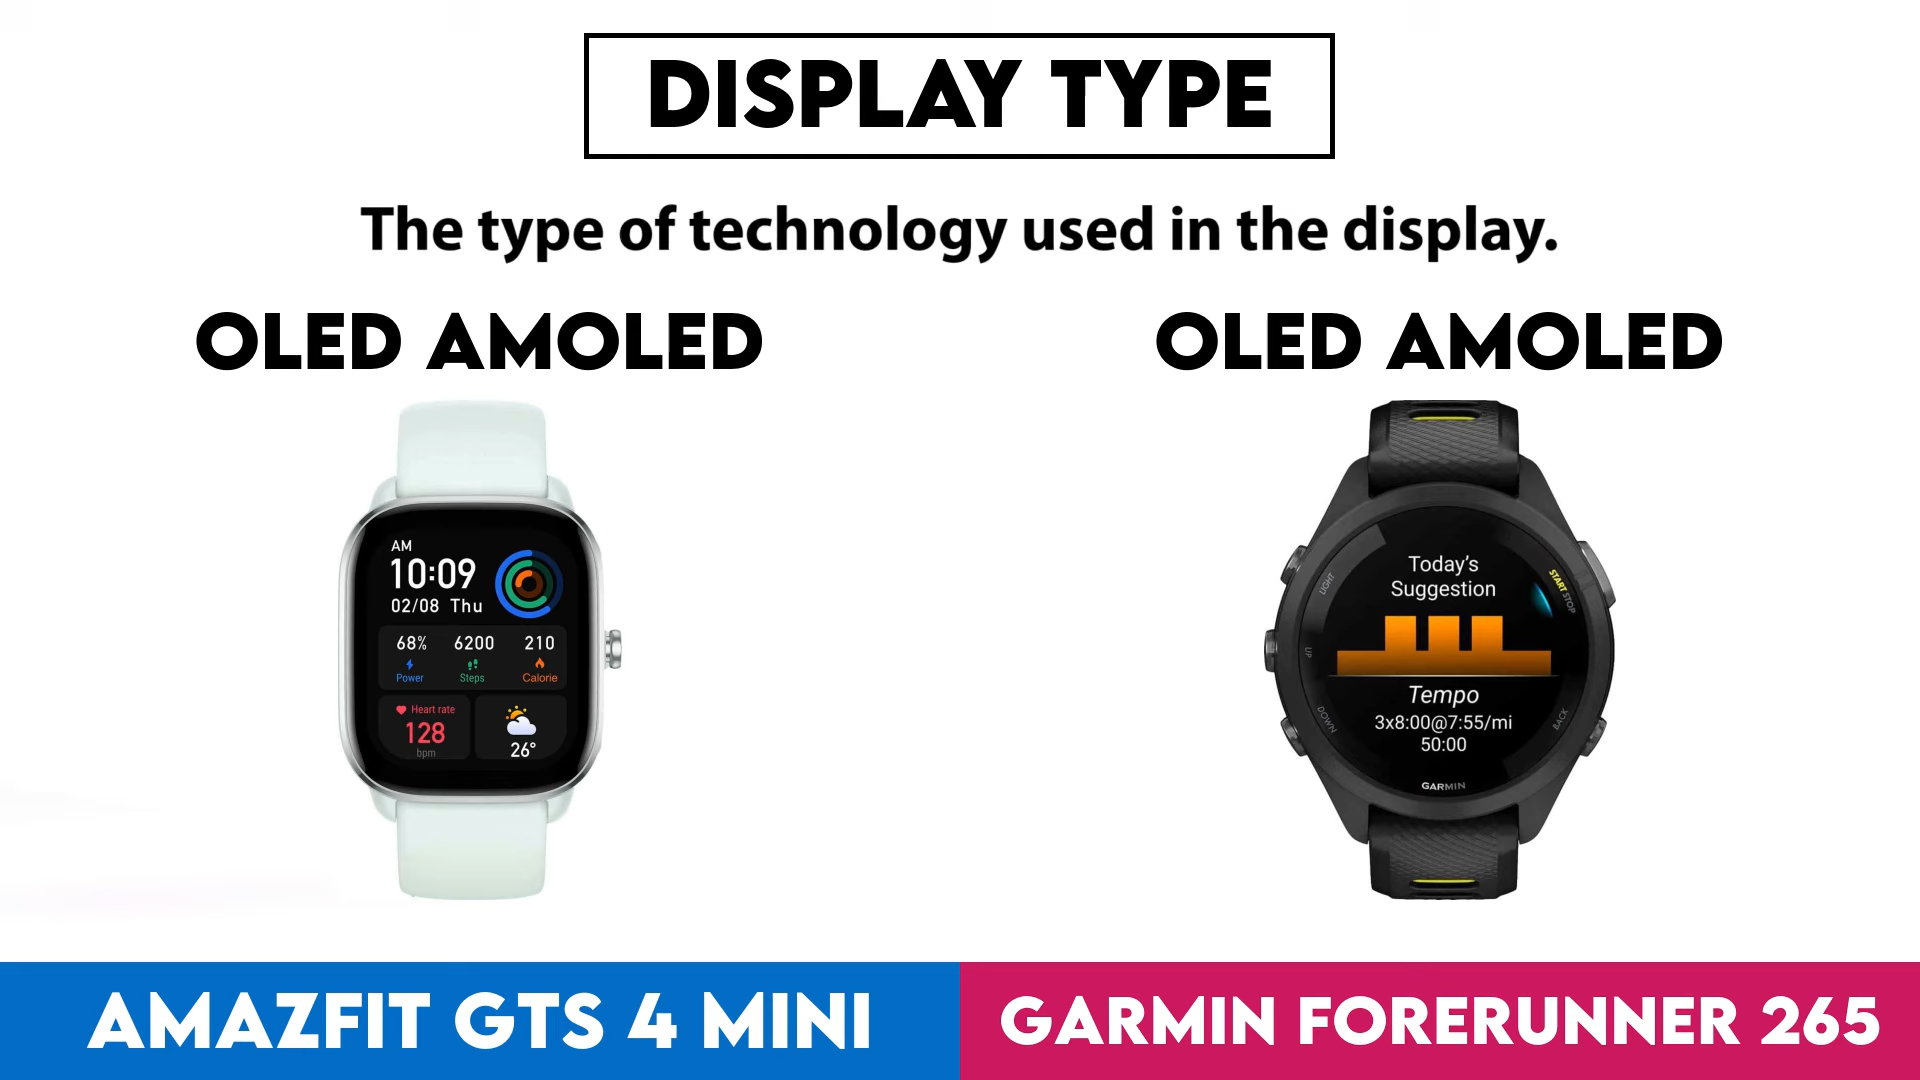 DISPLAY TYPE
The type of technology used in the display.
OLED AMOLED
OLED AMOLED
AM
10:09
02/08 Thu
68% 6200 210
Power Steps Calorie
Heart rate
128
bpm
26°
Today's
Suggestion
Tempo
3x8:00@7:55/mi
50:00
GARMIN
LIGHT
START STOP
UP
DOWN
BACK
AMAZFIT GTS 4 MINI
GARMIN FORERUNNER 265